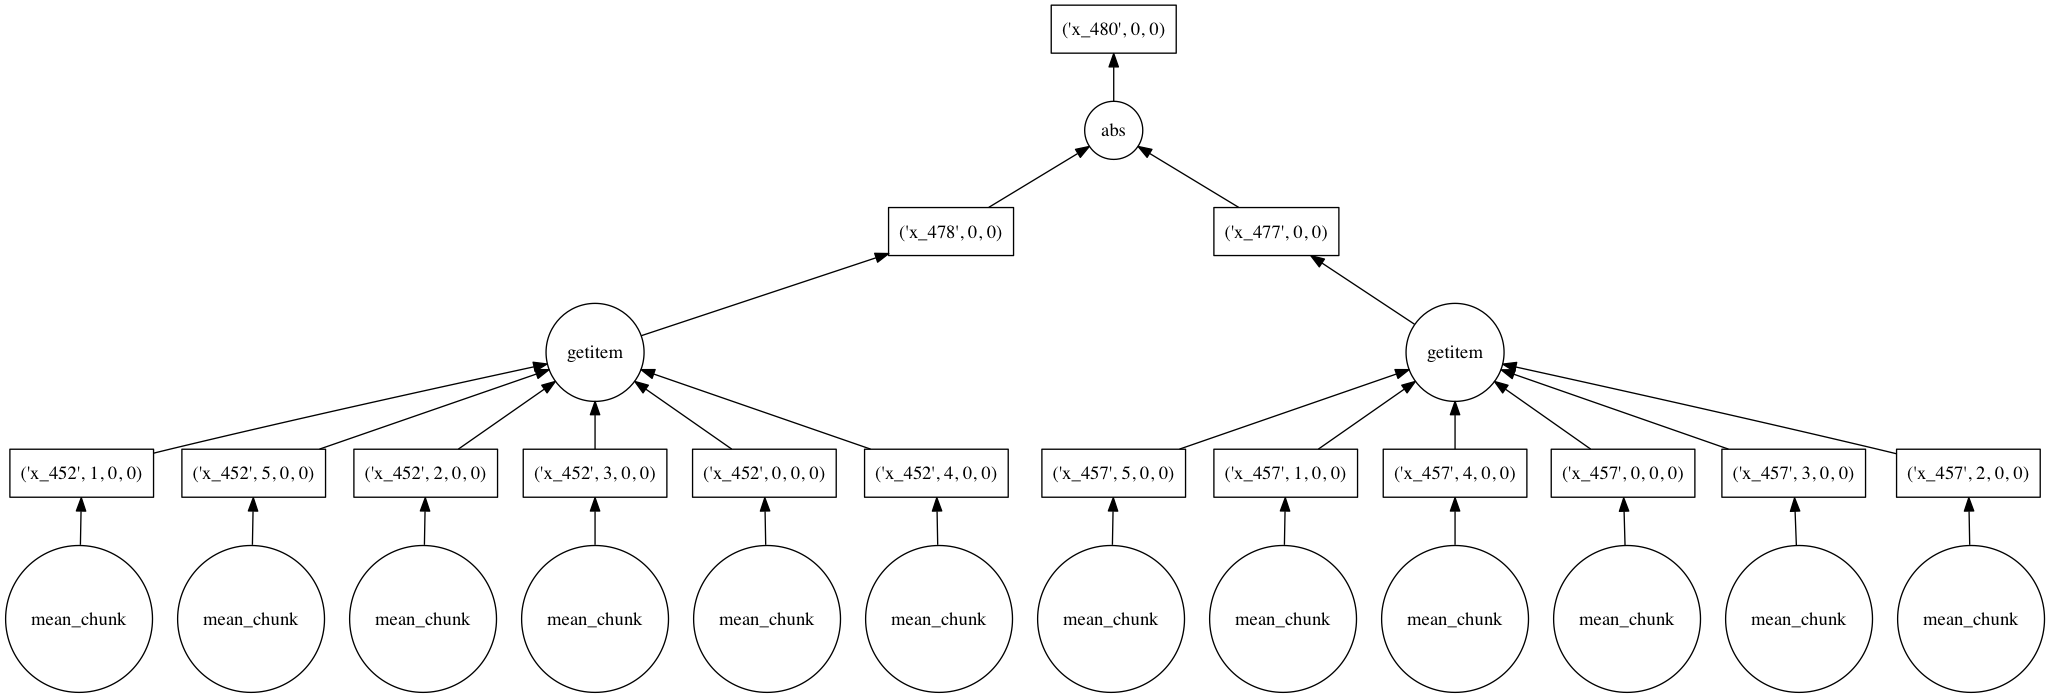 ('x_480', 0, 0)
abs
('x_478', 0, 0)
('x_477', 0, 0)
getitem
getitem
('x_452', 1, 0, 0)
('x_452', 5, 0, 0)
('x_452', 2, 0, 0)
('x_452', 3, 0, 0)
('x_452', 0, 0, 0)
('x_452', 4, 0, 0)
('x_457', 5, 0, 0)
('x_457', 1, 0, 0)
('x_457', 4, 0, 0)
('x_457', 0, 0, 0)
('x_457', 3, 0, 0)
('x_457', 2, 0, 0)
mean_chunk
mean_chunk
mean_chunk
mean_chunk
mean_chunk
mean_chunk
mean_chunk
mean_chunk
mean_chunk
mean_chunk
mean_chunk
mean_chunk